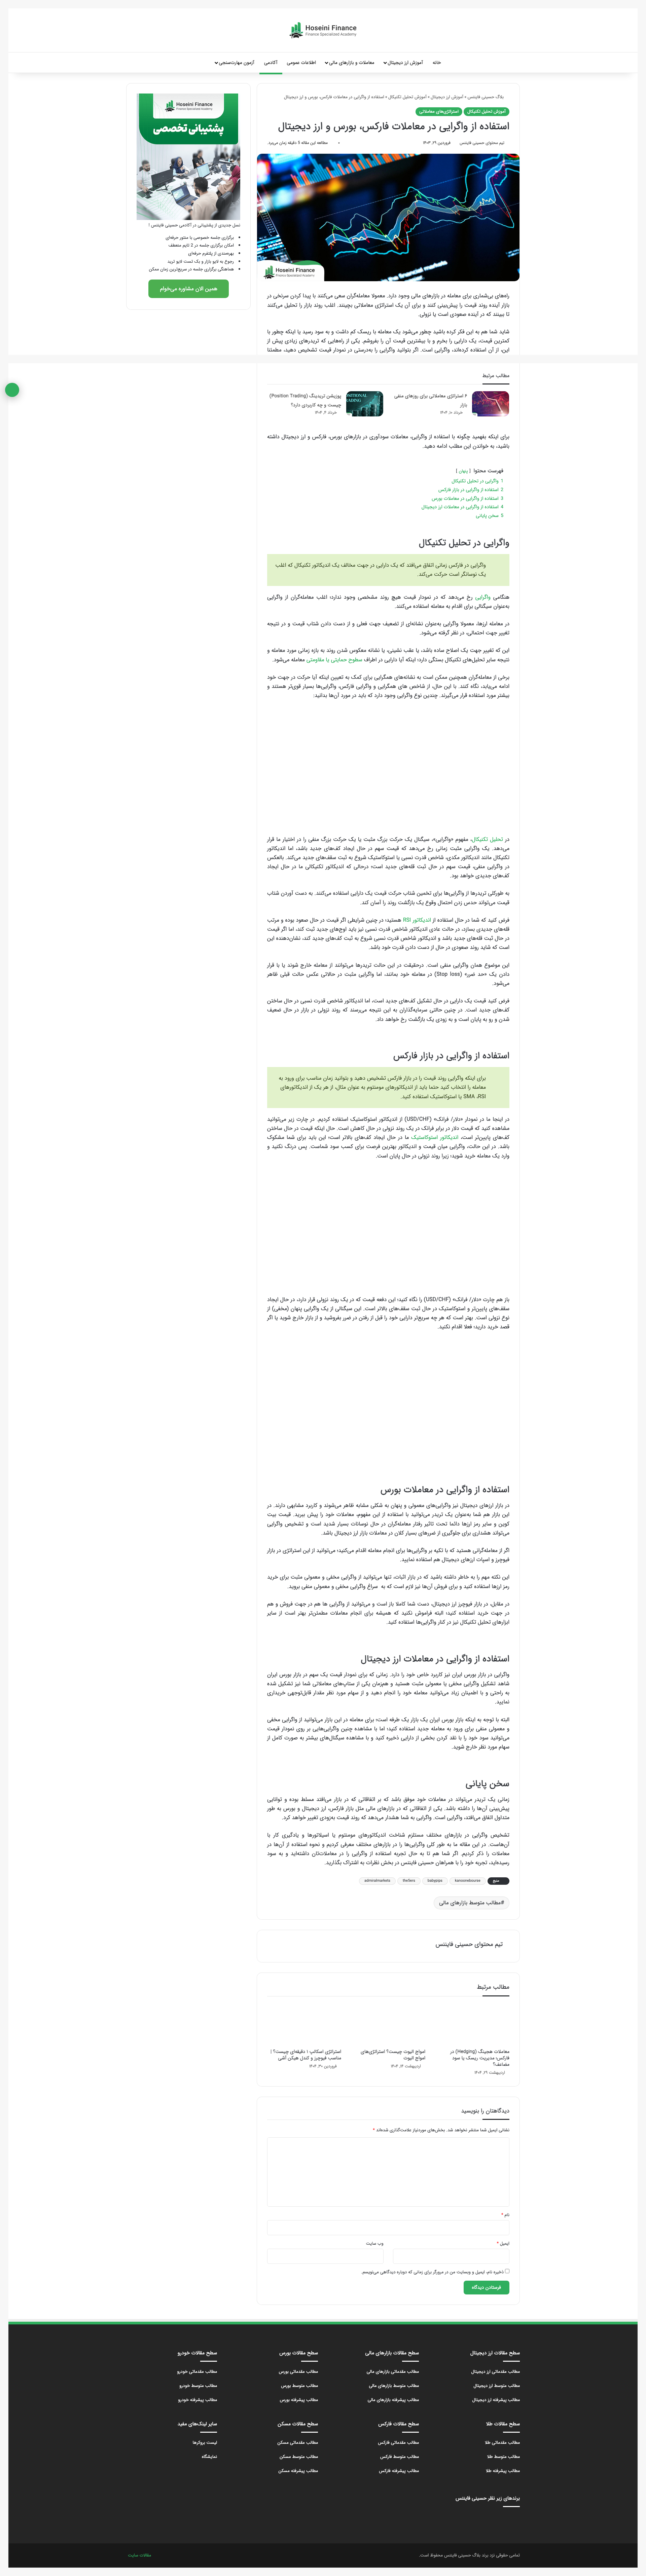 Hoseini Finance
Finance Specialised Academy
خانه
آموزش ارز دیجیتال
معاملات و بازارهای مالی
اطلاعات عمومی
آکادمی
آزمون مهارت‌سنجی
بلاگ حسینی فایننس » آموزش ارز دیجیتال » آموزش تحلیل تکنیکال » استفاده از واگرایی در معاملات فارکس، بورس و ارز دیجیتال
آموزش تحلیل تکنیکال
استراتژی‌های معاملاتی
استفاده از واگرایی در معاملات فارکس، بورس و ارز دیجیتال
تیم محتوای حسینی فایننس
فروردین ۲۹, ۱۴۰۳
۰
مطالعه این مقاله 5 دقیقه زمان می‌برد.
Hoseini Finance
راه‌های بی‌شماری برای معامله در بازارهای مالی وجود دارد. معمولا معامله‌گران سعی می‌کنند با پیدا کردن سرنخی در
نمودار قیمت آن را پیش‌بینی کنند و برای آن یک استراتژی معاملاتی بچینند. اغلب روند بازار را تحلیل می‌کنند
تا ببینند که در آینده صعودی است یا نزولی.
شاید شما هم به این فکر کرده باشید چطور می‌شود یک معامله با ریسک کم داشت و به سود رسید یا اینکه چطور با
کمترین قیمت، یک دارایی را بخرم و با بیشترین قیمت آن را بفروشم. یکی از راه‌هایی که تریدرهای زیادی پیش از
این، از آن استفاده کرده‌اند، واگرایی است. اگر بتوانید واگرایی را به‌درستی در نمودار قیمت تشخیص دهید، مطمئنا
Hoseini Finance
پشتیبانی تخصصی
نسل جدیدی از پشتیبانی در آکادمی حسینی فایننس !
برگزاری جلسه خصوصی با منتور حرفه‌ای
امکان برگزاری جلسه در 2 تایم منعطف
بهره‌مندی از پلتفرم حرفه‌ای
رجوع به لایو بازار و بک تست لایو ترید
هماهنگی برگزاری جلسه در سریع‌ترین زمان ممکن
همین الان مشاوره می‌خوام
مطالب مرتبط
۴ استراتژی معاملاتی برای روزهای منفی
بازار
خرداد ۱۰, ۱۴۰۲
پوزیشن تریدینگ (Position Trading)
چیست و چه کاربردی دارد؟
خرداد ۲, ۱۴۰۲
برای اینکه بفهمیم چگونه با استفاده از واگرایی، معاملات سودآوری در بازارهای بورس، فارکس و ارز دیجیتال داشته
باشید، با خواندن این مطلب ادامه دهید.
فهرست محتوا: [ پنهان ]
1 واگرایی در تحلیل تکنیکال
2 استفاده از واگرایی در بازار فارکس
3 استفاده از واگرایی در معاملات بورس
4 استفاده از واگرایی در معاملات ارز دیجیتال
5 سخن پایانی
واگرایی در تحلیل تکنیکال
واگرایی در فارکس زمانی اتفاق می‌افتد که یک دارایی در جهت مخالف یک اندیکاتور تکنیکال که اغلب
یک نوسانگر است حرکت می‌کند.
هنگامی واگرایی رخ می‌دهد که در نمودار قیمت هیچ روند مشخصی وجود ندارد؛ اغلب معامله‌گران از واگرایی
به‌عنوان سیگنالی برای اقدام به معامله استفاده می‌کنند.
در معامله ارزها، معمولا واگرایی به‌عنوان نشانه‌ای از تضعیف جهت فعلی و از دست دادن شتاب قیمت و در نتیجه
تغییر جهت احتمالی، در نظر گرفته می‌شود.
این که تغییر جهت یک اصلاح ساده باشد، یا عقب نشینی، یا نشانه معکوس شدن روند به بازه زمانی مورد معامله و
نتیجه سایر تحلیل‌های تکنیکال بستگی دارد؛ اینکه آیا دارایی در اطراف سطوح حمایتی یا مقاومتی معامله می‌شود.
برخی از معامله‌گران همچنین ممکن است به نشانه‌های همگرایی برای کمک به تعیین اینکه آیا حرکت در جهت خود
ادامه می‌یابد، نگاه کنند. با این حال، از شاخص های همگرایی و واگرایی فارکس، واگرایی‌ها بسیار قوی‌تر هستند و
بیشتر مورد استفاده قرار می‌گیرند. چندین نوع واگرایی وجود دارد که باید در مورد آن‌ها بدانید:
در تحلیل تکنیکال، مفهوم «واگرایی»، سیگنال یک حرکت بزرگ مثبت یا یک حرکت بزرگ منفی را در اختیار ما قرار
می‌دهد. یک واگرایی مثبت زمانی رخ می‌دهد که قیمت سهم در حال ایجاد کف‌های جدید باشد، اما اندیکاتور
تکنیکال مانند اندیکاتور مکدی، شاخص قدرت نسبی یا استوکاستیک شروع به ثبت سقف‌های جدید می‌کند. بالعکس
در واگرایی منفی، قیمت سهم در حال ثبت قله‌های جدید است؛ درحالی که اندیکاتور تکنیکالی ما در حال ایجاد
کف‌های جدیدی خواهد بود.
به طورکلی تریدرها از واگرایی‌ها برای تخمین شتاب حرکت قیمت یک دارایی استفاده می‌کنند. به دست آوردن شتاب
قیمت می‌تواند حدس زدن احتمال وقوع یک بازگشت روند را آسان کند.
فرض کنید که شما در حال استفاده از اندیکاتور RSI هستید؛ در چنین شرایطی اگر قیمت در حال صعود بوده و مرتب
روند صعودی بسازد، در حالت عادی اندیکاتور شاخص قدرت نسبی نیز باید اوج‌های جدید ثبت کند، اما اگر قیمت
در حال ثبت قله‌های جدید باشد و اندیکاتور شاخص قدرت نسبی شروع به ثبت کف‌های جدید کند، نشان‌دهنده این
است که شاید روند صعودی در حال از دست دادن قدرت خود باشد.
این موضوع همان واگرایی منفی است. درحقیقت در این حالت تریدرها می‌توانند از معامله خارج شوند یا با قرار
دادن یک «حد ضرر» (Stop loss) در معامله خود بمانند، اما واگرایی مثبت در حالاتی عکس حالت قبلی ظاهر
می‌شود.
فرض کنید قیمت یک دارایی در حال تشکیل کف‌های جدید است، اما اندیکاتور شاخص قدرت نسبی در حال ساختن
سقف‌های جدید است. در چنین حالتی سرمایه‌گذاران به این نتیجه می‌رسند که روند نزولی در بازار در حال ضعیف
شدن و رو به پایان است و به زودی یک بازگشت رخ خواهد داد.
استفاده از واگرایی در بازار فارکس
برای اینکه واگرایی روند قیمت را در بازار فارکس تشخیص دهید و بتوانید زمان مناسب برای ورود به
معامله را انتخاب کنید حتما باید از اندیکاتورهای مومنتوم به عنوان مثال، از هر یک از اندیکاتورهای
RSI، SMA یا استوکاستیک استفاده کنید.
در اینجا ما در نمودار «دلار/ فرانک» (USD/CHF) از اندیکاتور استوکاستیک استفاده کردیم. در چارت زیر می‌توانید
مشاهده کنید که قیمت دلار در برابر فرانک در یک روند نزولی در حال کاهش است. حال اینکه قیمت در حال ساختن
کف‌های پایین‌تر است، اندیکاتور استوکاستیک ما در حال ایجاد کف‌های بالاتر است؛ این باید برای شما مشکوک
باشد. در این حالت، واگرایی میان قیمت و اندیکاتور بهترین فرصت برای کسب سود شماست. پس درنگ نکنید و
وارد یک معامله خرید شوید؛ زیرا روند نزولی در حال پایان است.
باز هم چارت «دلار/ فرانک» (USD/CHF) را نگاه کنید؛ این دفعه قیمت که در یک روند نزولی قرار دارد، در حال ایجاد
سقف‌های پایین‌تر و استوکاستیک در حال ثبت سقف‌های بالاتر است. این سیگنالی از یک واگرایی پنهان (مخفی) از
نوع نزولی است. بهتر است که هر چه سریع‌تر دارایی خود را قبل از رفتن در ضرر بفروشید و از بازار خارج شوید یا اگر
قصد خرید دارید؛ فعلا اقدام نکنید.
استفاده از واگرایی در معاملات بورس
در بازار ارزهای دیجیتال نیز واگرایی‌های معمولی و پنهان به شکلی مشابه ظاهر می‌شوند و کاربرد مشابهی دارند. در
این بازار هم شما به‌عنوان یک تریدر می‌توانید با استفاده از این مفهوم، معاملات خود را پیش ببرید. قیمت بیت
کوین و سایر رمز ارزها دائما تحت تاثیر رفتار معامله‌گران در حال نوسانات بسیار شدید است و تشخیص واگرایی
می‌تواند هشداری برای جلوگیری از ضررهای بسیار کلان در معاملات بازار ارز دیجیتال باشد.
اگر از معامله‌گرانی هستید که با تکیه بر واگرایی‌ها برای انجام معامله اقدام می‌کنید؛ می‌توانید از این استراتژی در بازار
فیوچرز و اسپات ارزهای دیجیتال هم استفاده نمایید.
این نکته مهم را به خاطر داشته باشید که در بازار اثبات، تنها می‌توانید از واگرایی مخفی و معمولی مثبت برای خرید
رمز ارزها استفاده کنید و برای فروش آن‌ها نیز لازم است که به سراغ واگرایی مخفی و معمولی منفی بروید.
در مقابل، در بازار فیوچرز ارز دیجیتال، دست شما کاملا باز است و می‌توانید از واگرایی ها هم در جهت فروش و هم
در جهت خرید استفاده کنید؛ البته فراموش نکنید که همیشه برای انجام معاملات مطمئن‌تر بهتر است از سایر
ابزارهای تحلیل تکنیکال نیز در کنار واگرایی‌ها استفاده کنید.
استفاده از واگرایی در معاملات ارز دیجیتال
واگرایی در بازار بورس ایران نیز کاربرد خاص خود را دارد. زمانی که برای نمودار قیمت یک سهم در بازار بورس ایران
شاهد تشکیل واگرایی مخفی یا معمولی مثبت هستید و هم‌زمان یکی از ستاپ‌های معاملاتی شما نیز تشکیل شده
به راحتی و با اطمینان زیاد می‌توانید معامله خود را انجام دهید و از سهام مورد نظر مقدار قابل‌توجهی خریداری
نمایید.
البته با توجه به اینکه بازار بورس ایران یک بازار یک طرفه است؛ برای معامله در این بازار می‌توانید از واگرایی مخفی
و معمولی منفی برای ورود به معامله جدید استفاده کنید؛ اما با مشاهده چنین واگرایی‌هایی بر روی نمودار قیمت
می‌توانید سود خود را با نقد کردن بخشی از دارایی ذخیره کنید و یا مشاهده سیگنال‌های بیشتر به صورت کامل از
سهم مورد نظر خارج شوید.
سخن پایانی
زمانی یک تریدر می‌تواند در معاملات خود موفق باشد که بر اتفاقاتی که در بازار می‌افتد مسلط بوده و توانایی
پیش‌بینی آن‌ها را داشته باشد. یکی از اتفاقاتی که در بازارهای مالی مثل بازار فارکس، ارز دیجیتال و بورس به طور
متداول اتفاق می‌افتد، واگرایی است. واگرایی به شما هشدار می‌دهد که روند قیمت به‌زودی تغییر خواهد کرد.
تشخیص واگرایی در بازارهای مختلف مستلزم شناخت اندیکاتورهای مومنتوم یا اسیلاتورها و یادگیری کار با
آن‌هاست. در این مقاله ما به طور کلی واگرایی‌ها را در بازارهای مختلف معرفی کردیم و نحوه استفاده از آن‌ها در
معاملات را ذکر کردیم. اگر شما هم تا به حال تجربه استفاده از واگرایی را در معاملات‌تان داشته‌اید و به سود
رسیده‌اید، تجربه خود را با همراهان حسینی فایننس در بخش نظرات به اشتراک بگذارید.
منبع
kanoonebourse
babypips
the5ers
admiralmarkets
#مطالب متوسط بازارهای مالی
تیم محتوای حسینی فایننس
مطالب مرتبط
معاملات هجینگ (Hedging) در
فارکس؛ مدیریت ریسک یا سود
مضاعف؟
اردیبهشت ۲۹, ۱۴۰۴
امواج الیوت چیست؟ استراتژی‌های
امواج الیوت
اردیبهشت ۱۳, ۱۴۰۳
استراتژی اسکالپ ۱ دقیقه‌ای چیست؟ |
مناسب فیوچرز و کندل هیکن آشی
فروردین ۳۰, ۱۴۰۳
دیدگاهتان را بنویسید
نشانی ایمیل شما منتشر نخواهد شد. بخش‌های موردنیاز علامت‌گذاری شده‌اند *
نام *
ایمیل *
وب‌ سایت
ذخیره نام، ایمیل و وبسایت من در مرورگر برای زمانی که دوباره دیدگاهی می‌نویسم.
فرستادن دیدگاه
سطح مقالات ارز دیجیتال
مطالب مقدماتی ارز دیجیتال
مطالب متوسط ارز دیجیتال
مطالب پیشرفته ارز دیجیتال
سطح مقالات بازارهای مالی
مطالب مقدماتی بازارهای مالی
مطالب متوسط بازارهای مالی
مطالب پیشرفته بازارهای مالی
سطح مقالات بورس
مطالب مقدماتی بورس
مطالب متوسط بورس
مطالب پیشرفته بورس
سطح مقالات خودرو
مطالب مقدماتی خودرو
مطالب متوسط خودرو
مطالب پیشرفته خودرو
سطح مقالات طلا
مطالب مقدماتی طلا
مطالب متوسط طلا
مطالب پیشرفته طلا
سطح مقالات فارکس
مطالب مقدماتی فارکس
مطالب متوسط فارکس
مطالب پیشرفته فارکس
سطح مقالات مسکن
مطالب مقدماتی مسکن
مطالب متوسط مسکن
مطالب پیشرفته مسکن
سایر لینک‌های مفید
لیست بروکرها
نمایشگاه
برندهای زیر نظر حسینی فایننس
تمامی حقوقی نزد برند بلاگ حسینی فایننس محفوظ است.
مقالات سایت